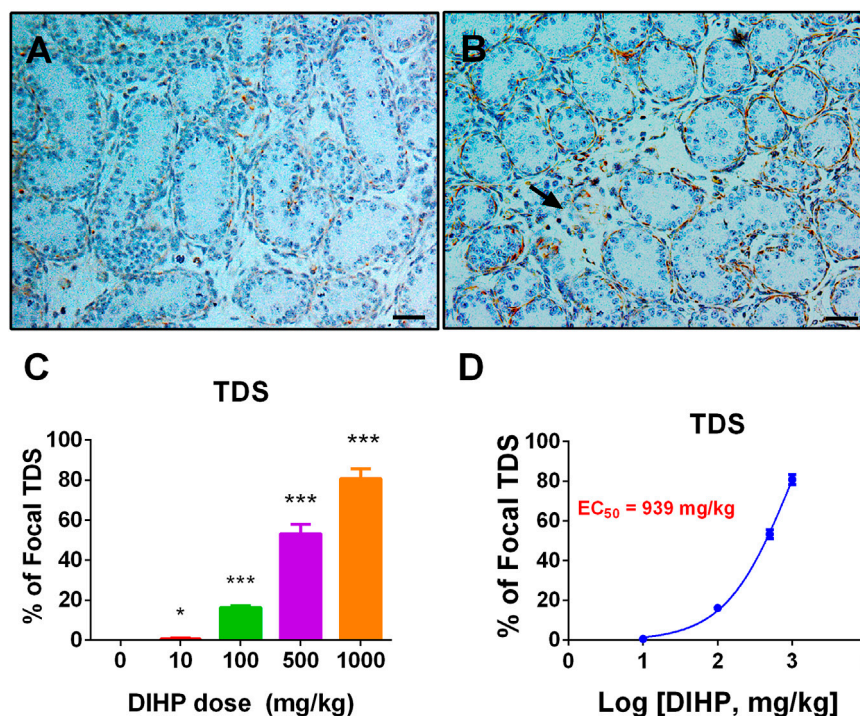 A
B
C
TDS
% of Focal TDS
100
80
60
40
20
0
*
***
***
***
0 10 100 500 1000
DIHP dose (mg/kg)
D
TDS
% of Focal TDS
100
80
60
40
20
0
EC50 = 939 mg/kg
0 1 2 3
Log [DIHP, mg/kg]